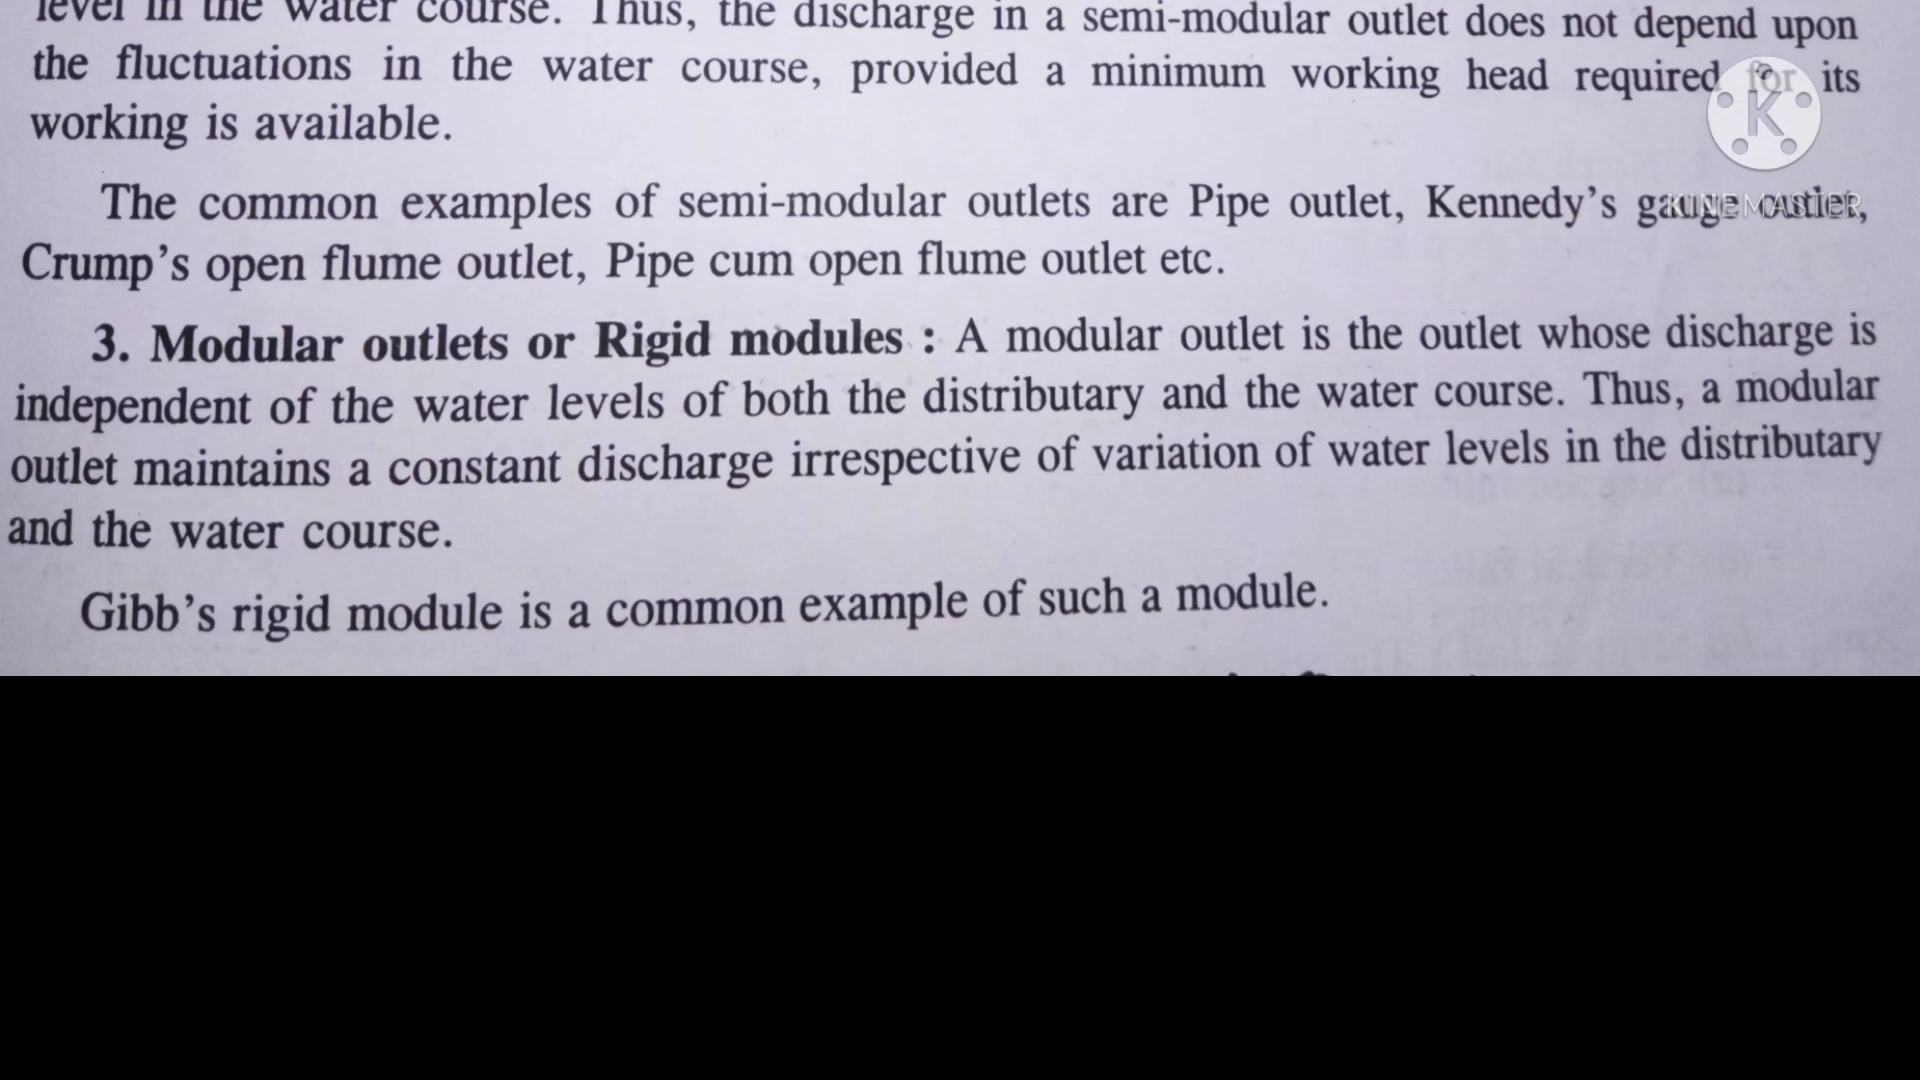 level in the water course. Thus, the discharge in a semi-modular outlet does not depend upon
the fluctuations in the water course, provided a minimum working head required for its
working is available.
The common examples of semi-modular outlets are Pipe outlet, Kennedy's gauge outlet,
Crump's open flume outlet, Pipe cum open flume outlet etc.
3. Modular outlets or Rigid modules : A modular outlet is the outlet whose discharge is
independent of the water levels of both the distributary and the water course. Thus, a modular
outlet maintains a constant discharge irrespective of variation of water levels in the distributary
and the water course.
Gibb's rigid module is a common example of such a module.
K
KINEMASTER